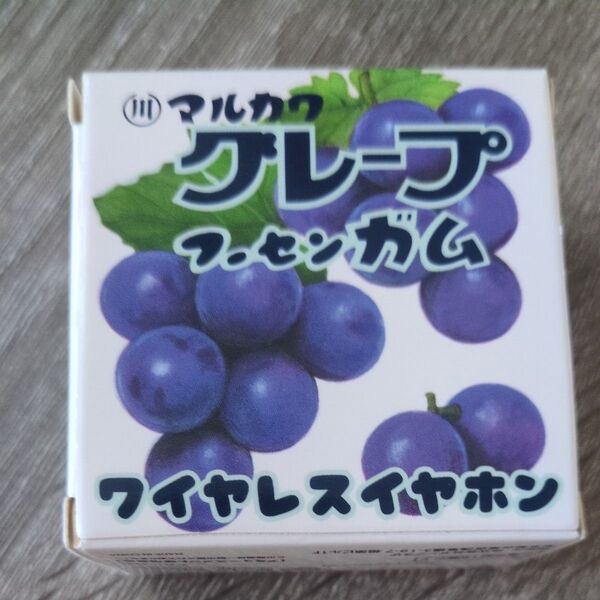 川 マルカワ
グレープ
フーセンガム
ワイヤレスイヤホン